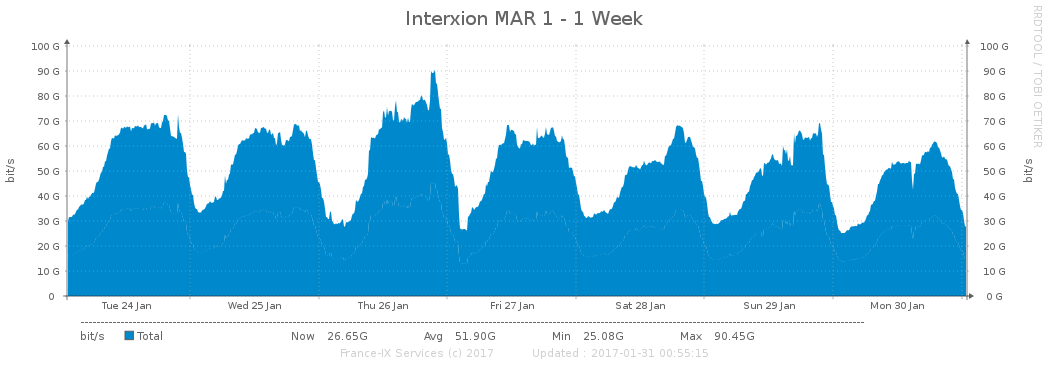 Interxion MAR 1 - 1 Week
RRDTOOL / TOBI OETIKER
100 G 100 G
90 G 90 G
80 G 80 G
70 G 70 G
60 G 60 G
50 G 50 G
40 G 40 G
30 G 30 G
20 G 20 G
10 G 10 G
0 0 G
bit/s
bit/s
Tue 24 Jan Wed 25 Jan Thu 26 Jan Fri 27 Jan Sat 28 Jan Sun 29 Jan Mon 30 Jan
bit/s Total Now 26.65G Avg 51.90G Min 25.08G Max 90.45G
France-IX Services (c) 2017 Updated : 2017-01-31 00:55:15